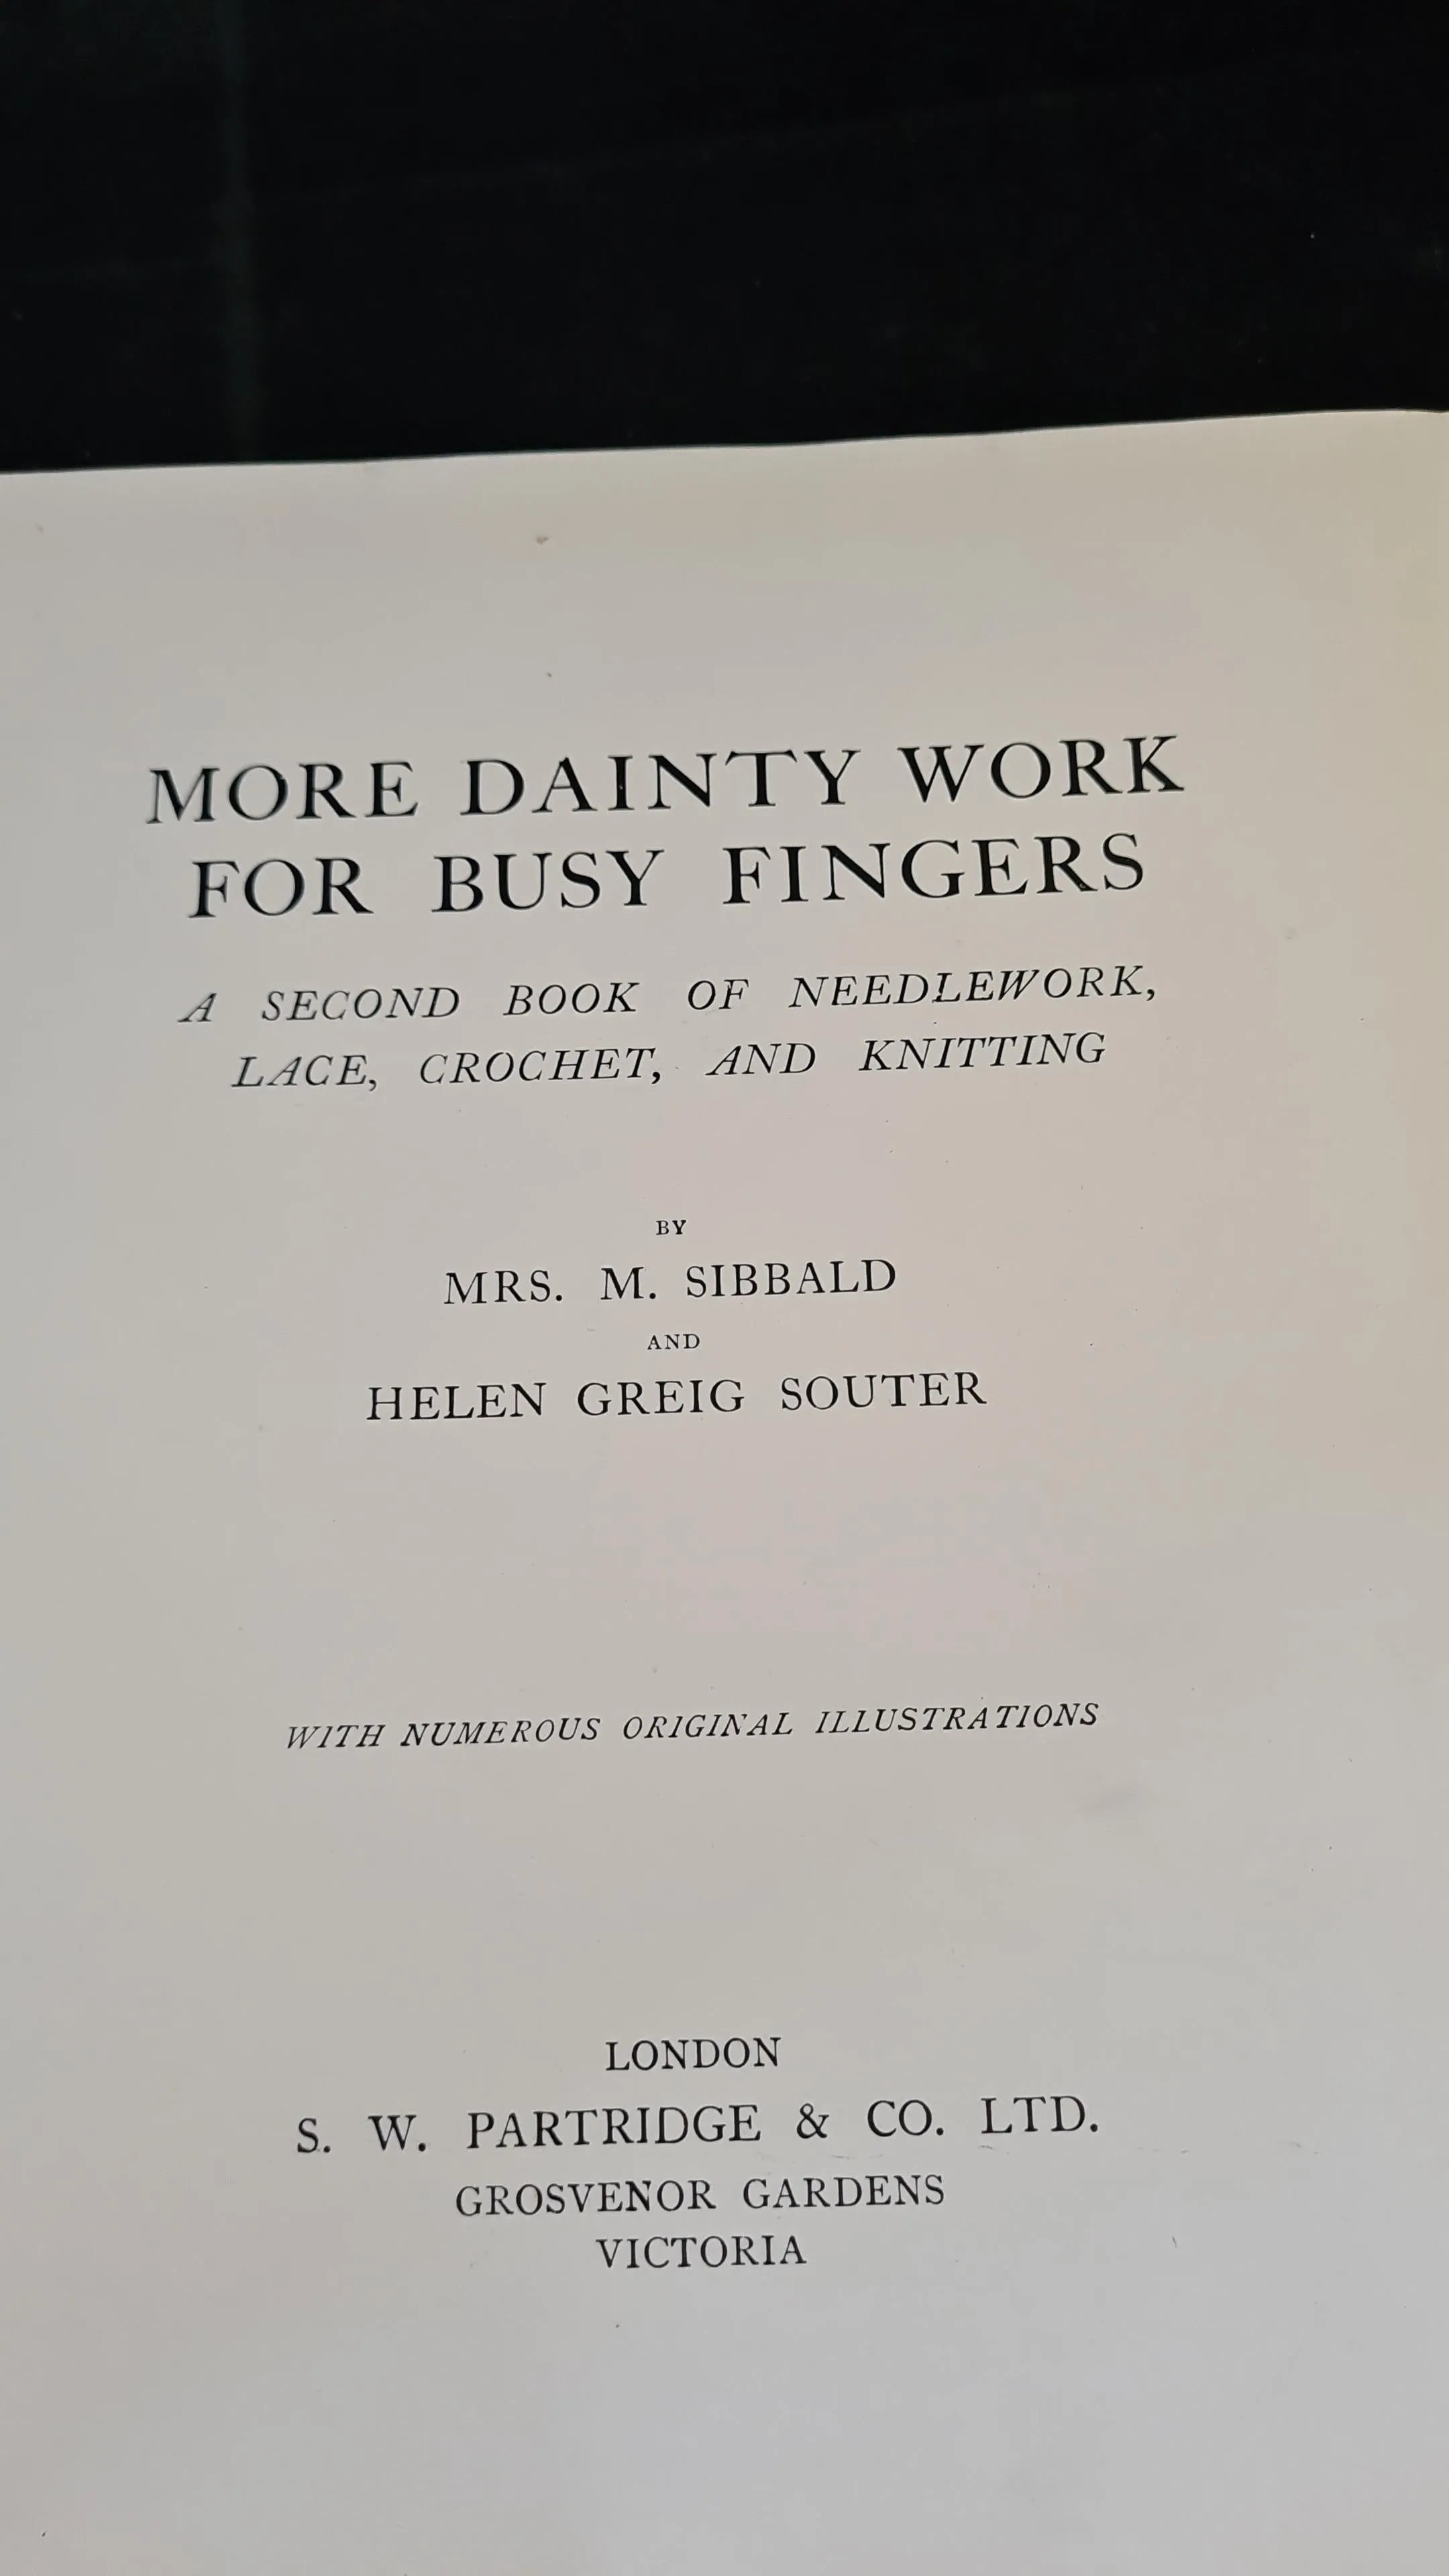 MORE DAINTY WORK
FOR BUSY FINGERS
A SECOND BOOK OF NEEDLEWORK,
LACE, CROCHET, AND KNITTING
BY
MRS. M. SIBBALD
AND
HELEN GREIG SOUTER
WITH NUMEROUS ORIGINAL ILLUSTRATIONS
LONDON
S. W. PARTRIDGE & CO. LTD.
GROSVENOR GARDENS
VICTORIA